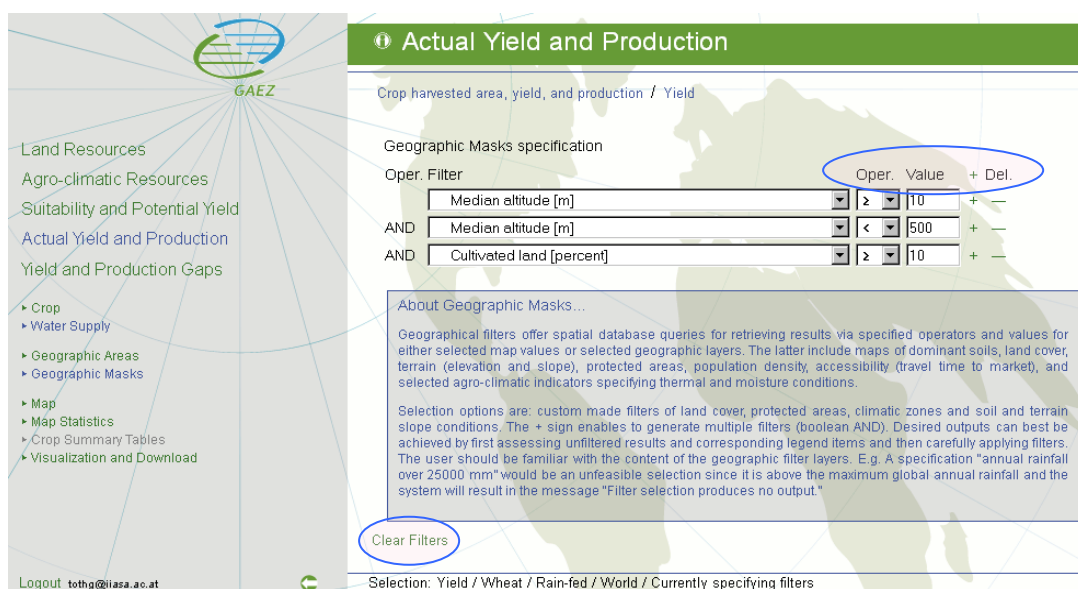 GAEZ
Land Resources
Agro-climatic Resources
Suitability and Potential Yield
Actual Yield and Production
Yield and Production Gaps
▸ Crop
▸ Water Supply
▸ Geographic Areas
▸ Geographic Masks
▸ Map
▸ Map Statistics
▸ Crop Summary Tables
▸ Visualization and Download
Logout tothg@iiasa.ac.at
Actual Yield and Production
Crop harvested area, yield, and production / Yield
Geographic Masks specification
Oper. Filter Oper. Value + Del.
Median altitude [m] ≥ 10 + —
AND Median altitude [m] < 500 + —
AND Cultivated land [percent] ≥ 10 + —
About Geographic Masks...
Geographical filters offer spatial database queries for retrieving results via specified operators and values for
either selected map values or selected geographic layers. The latter include maps of dominant soils, land cover,
terrain (elevation and slope), protected areas, population density, accessibility (travel time to market), and
selected agro-climatic indicators specifying thermal and moisture conditions.
Selection options are: custom made filters of land cover, protected areas, climatic zones and soil and terrain
slope conditions. The + sign enables to generate multiple filters (boolean AND). Desired outputs can best be
achieved by first assessing unfiltered results and corresponding legend items and then carefully applying filters.
The user should be familiar with the content of the geographic filter layers. E.g. A specification "annual rainfall
over 25000 mm" would be an unfeasible selection since it is above the maximum global annual rainfall and the
system will result in the message "Filter selection produces no output."
Clear Filters
Selection: Yield / Wheat / Rain-fed / World / Currently specifying filters